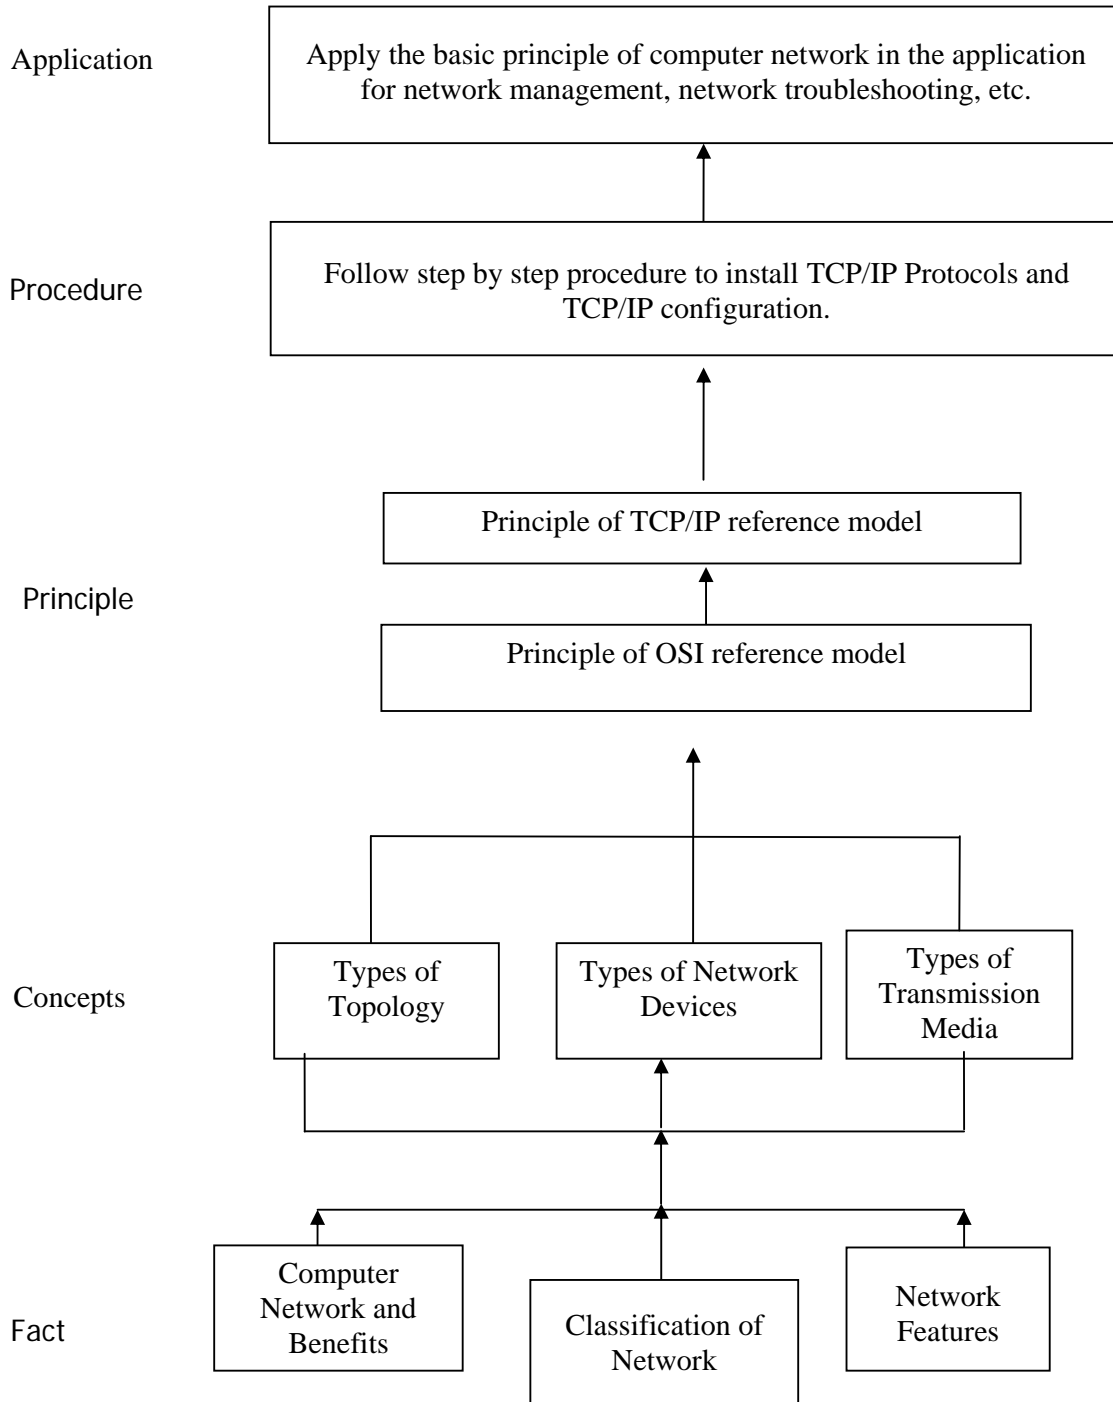 Application
Apply the basic principle of computer network in the application
for network management, network troubleshooting, etc.
Procedure
Follow step by step procedure to install TCP/IP Protocols and
TCP/IP configuration.
Principle of TCP/IP reference model
Principle
Principle of OSI reference model
Concepts
Types of
Topology
Types of Network
Devices
Types of
Transmission
Media
Fact
Computer
Network and
Benefits
Classification of
Network
Network
Features